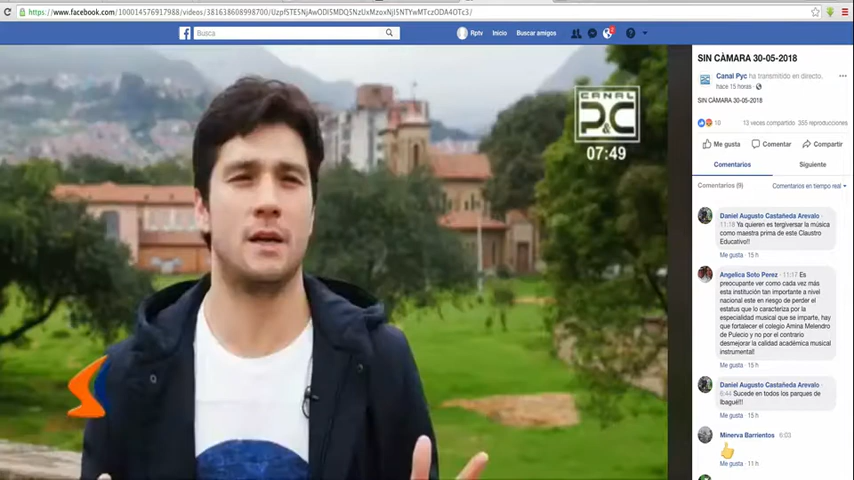 https://www.facebook.com/100014576917988/videos/381638608998700/UzpfSTE5NjAwODI5MDQ5NzUxMzoxNjI5NTYwMTczODA4OTc3/
Busca
Rptv
Inicio
Buscar amigos
CANAL
P&C
07:49
SIN CÀMARA 30-05-2018
Canal Pyc ha transmitido en directo.
hace 15 horas ·
SIN CÀMARA 30-05-2018
10
13 veces compartido 355 reproducciones
Me gusta
Comentar
Compartir
Comentarios
Siguiente
Comentarios (9)
Comentarios en tiempo real
Daniel Augusto Castañeda Arevalo ·
11:18 Ya quieren es tergiversar la música
como maestra prima de este Claustro
Educativo!!
Me gusta · 15 h
Angelica Soto Perez · 11:17 Es
preocupante ver como cada vez más
esta institución tan importante a nivel
nacional este en riesgo de perder el
estatus que lo caracteriza por la
especialidad musical que se imparte, hay
que fortalecer el colegio Amina Melendro
de Pulecio y no por el contrario
desmejorar la calidad académica musical
instrumental!
Me gusta · 15 h
Daniel Augusto Castañeda Arevalo ·
6:44 Sucede en todos los parques de
Ibagué!!!
Me gusta · 15 h
Minerva Barrientos · 6:03
Me gusta · 11 h